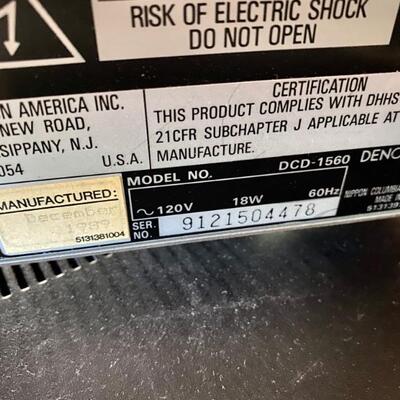 RISK OF ELECTRIC SHOCK
DO NOT OPEN
N AMERICA INC.
NEW ROAD,
SIPPANY, N.J.
054
U.S.A.
CERTIFICATION
THIS PRODUCT COMPLIES WITH DHHS
21CFR SUBCHAPTER J APPLICABLE AT
MANUFACTURE.
MANUFACTURED:
December
5131381004
MODEL NO. DCD-1560
~120V 18W 60Hz
SER. NO. 9121504478
DENO
NIPPON COLUMBIA
MADE IN